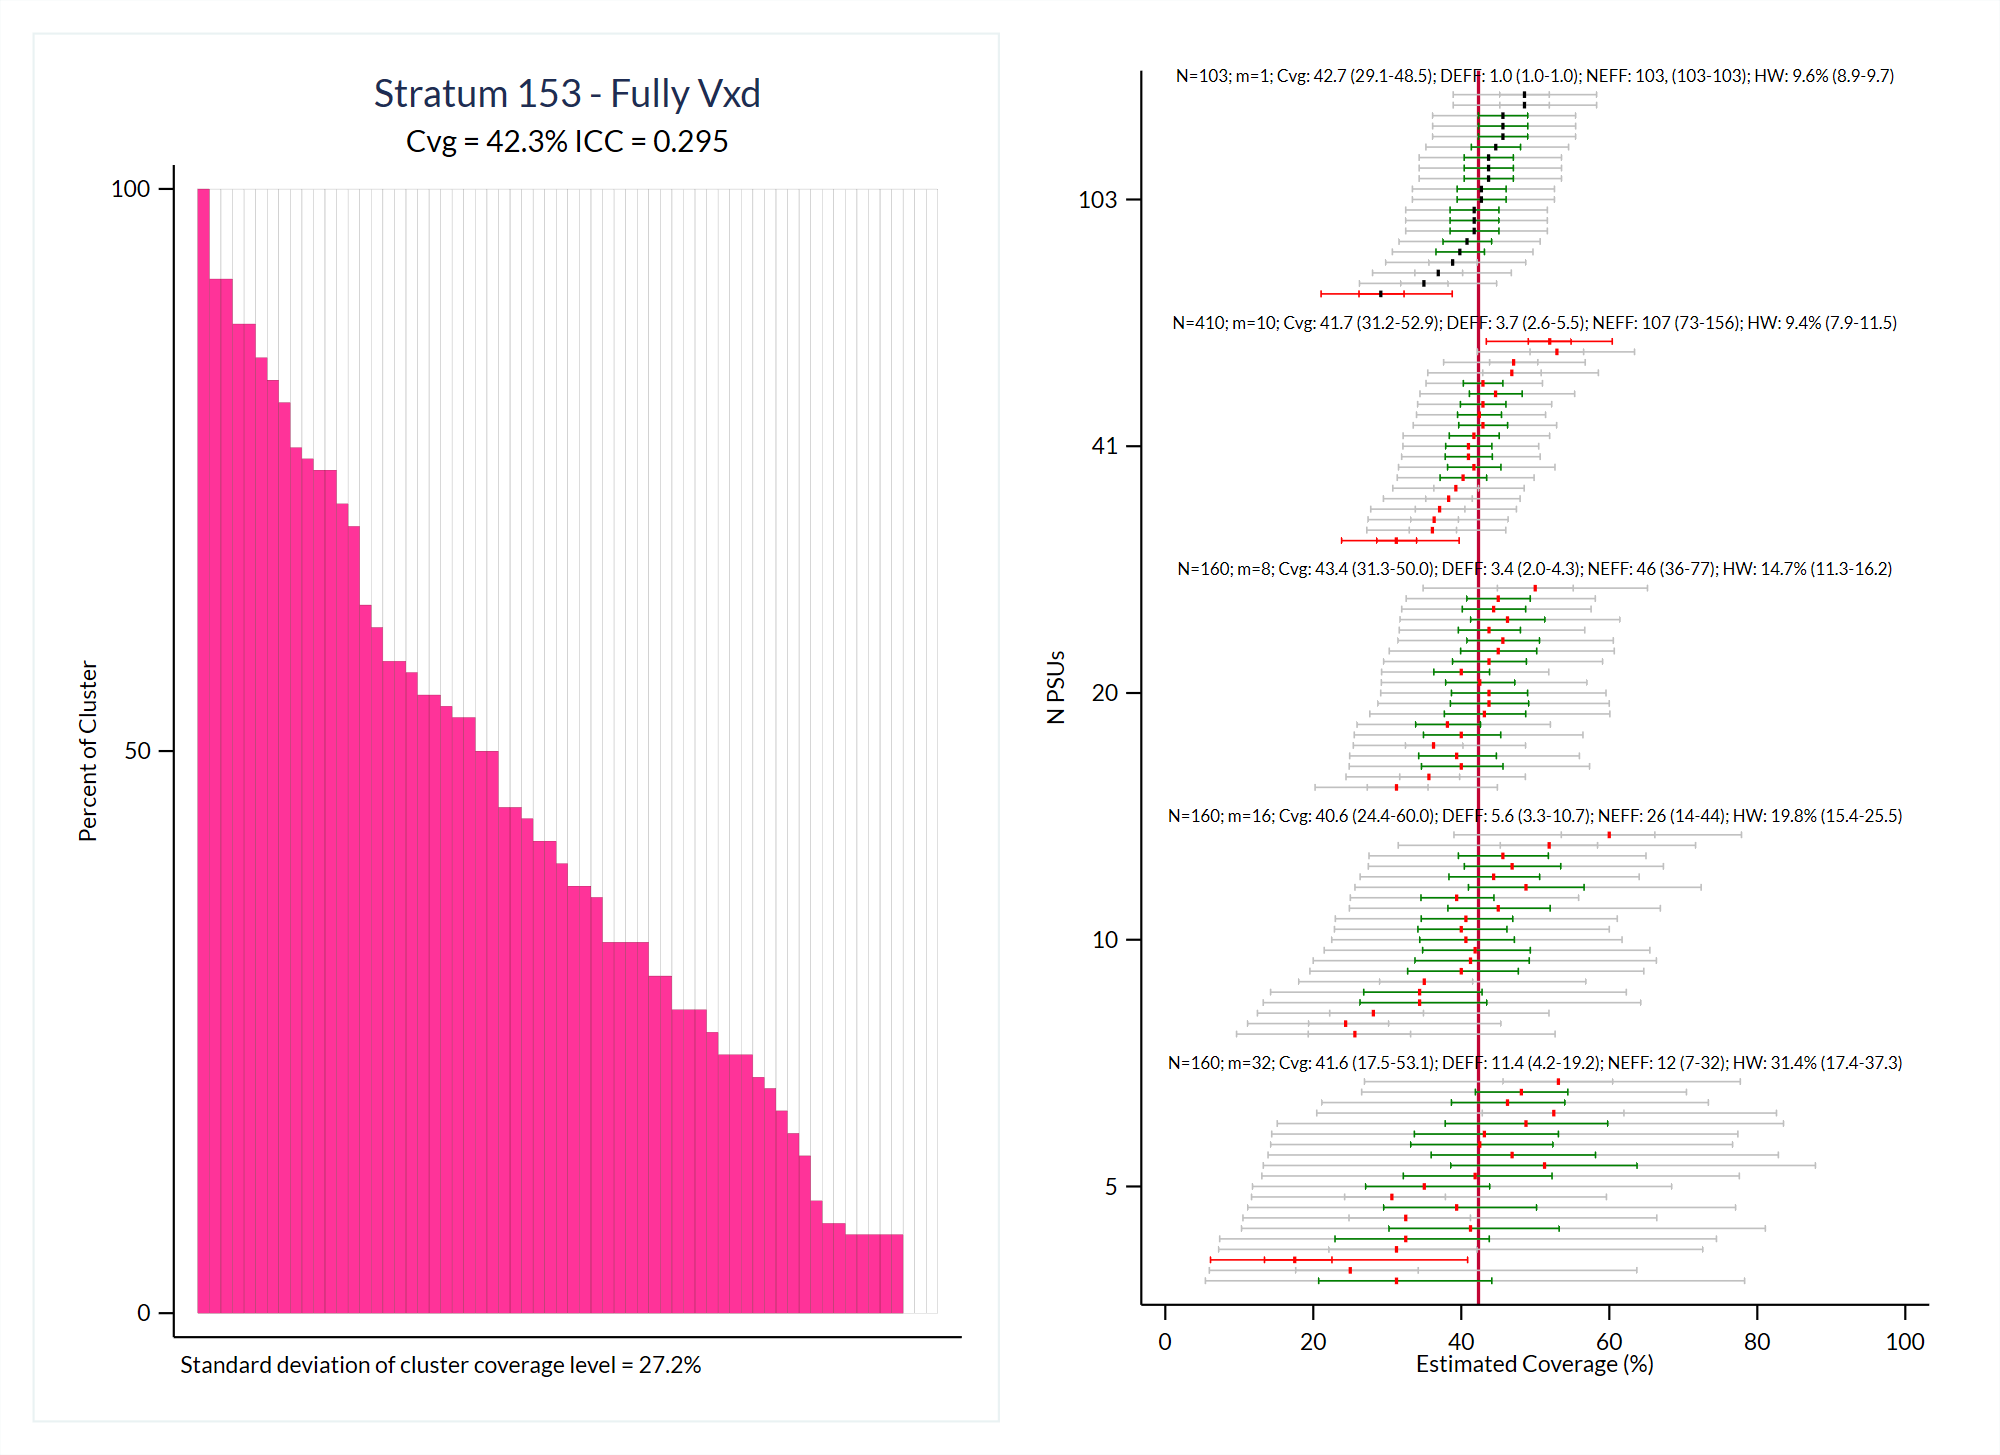 Stratum 153 - Fully Vxd
Cvg = 42.3% ICC = 0.295
Percent of Cluster
100
50
0
Standard deviation of cluster coverage level = 27.2%
N PSUs
N=103; m=1; Cvg: 42.7 (29.1-48.5); DEFF: 1.0 (1.0-1.0); NEFF: 103, (103-103); HW: 9.6% (8.9-9.7)
103
N=410; m=10; Cvg: 41.7 (31.2-52.9); DEFF: 3.7 (2.6-5.5); NEFF: 107 (73-156); HW: 9.4% (7.9-11.5)
41
N=160; m=8; Cvg: 43.4 (31.3-50.0); DEFF: 3.4 (2.0-4.3); NEFF: 46 (36-77); HW: 14.7% (11.3-16.2)
20
N=160; m=16; Cvg: 40.6 (24.4-60.0); DEFF: 5.6 (3.3-10.7); NEFF: 26 (14-44); HW: 19.8% (15.4-25.5)
10
N=160; m=32; Cvg: 41.6 (17.5-53.1); DEFF: 11.4 (4.2-19.2); NEFF: 12 (7-32); HW: 31.4% (17.4-37.3)
5
0 20 40 60 80 100
Estimated Coverage (%)